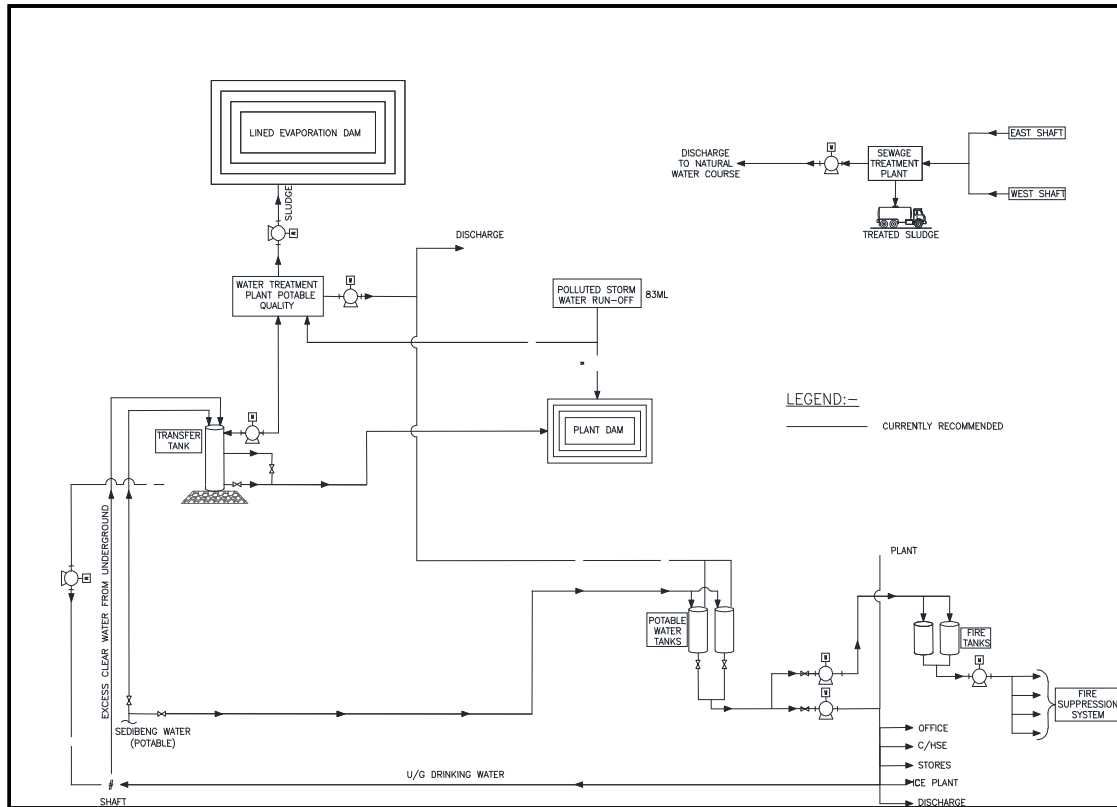 LINED EVAPORATION DAM
SLUDGE
M
WATER TREATMENT
PLANT POTABLE
QUALITY
M
DISCHARGE
DISCHARGE
TO NATURAL
WATER COURSE
M
SEWAGE
TREATMENT
PLANT
EAST SHAFT
WEST SHAFT
TREATED SLUDGE
POLLUTED STORM
WATER RUN-OFF
83ML
M
TRANSFER
TANK
M
PLANT DAM
LEGEND:-
CURRENTLY RECOMMENDED
EXCESS CLEAR WATER FROM UNDERGROUND
M
SEDIBENG WATER
(POTABLE)
POTABLE
WATER
TANKS
M
M
PLANT
FIRE
TANKS
M
FIRE
SUPPRESSION
SYSTEM
OFFICE
C/HSE
STORES
ICE PLANT
DISCHARGE
U/G DRINKING WATER
#
SHAFT